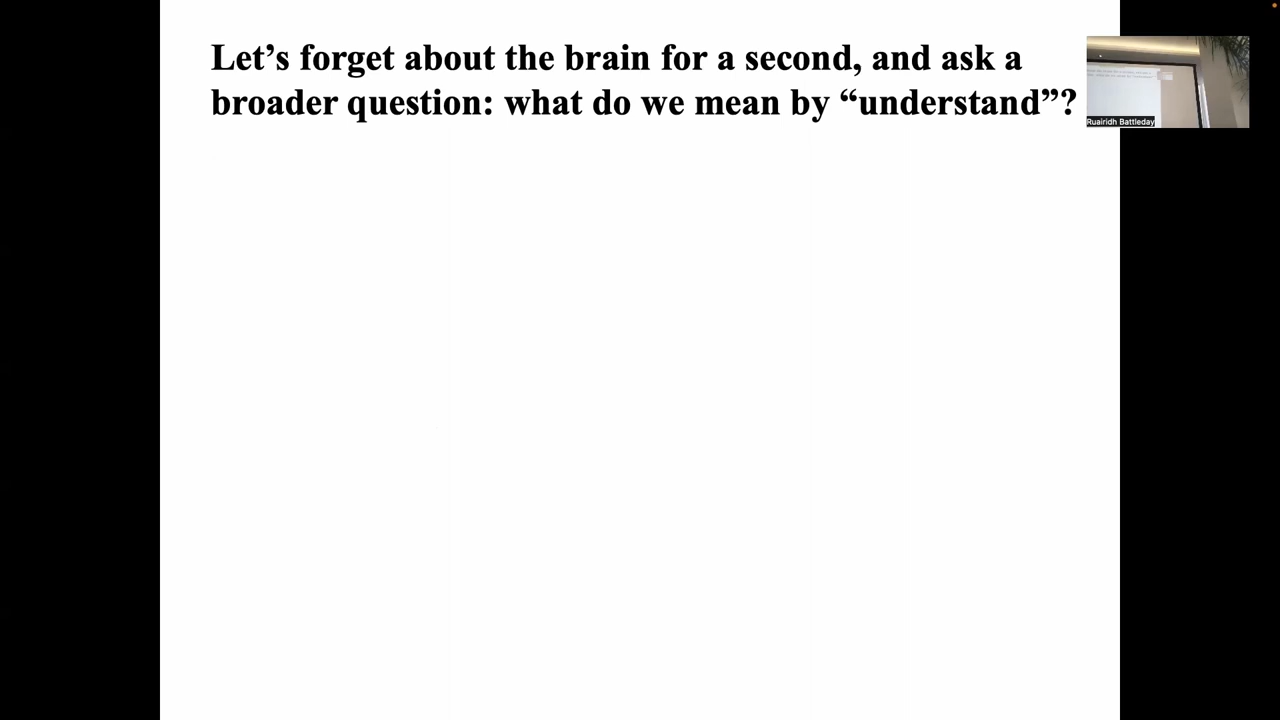 Let’s forget about the brain for a second, and ask a
broader question: what do we mean by “understand”?
Ruairidh Battleday